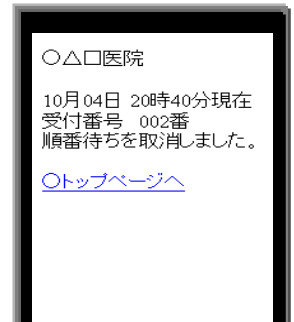 ○△□医院
10月04日 20時40分現在
受付番号 002番
順番待ちを取消しました。
○トップページへ